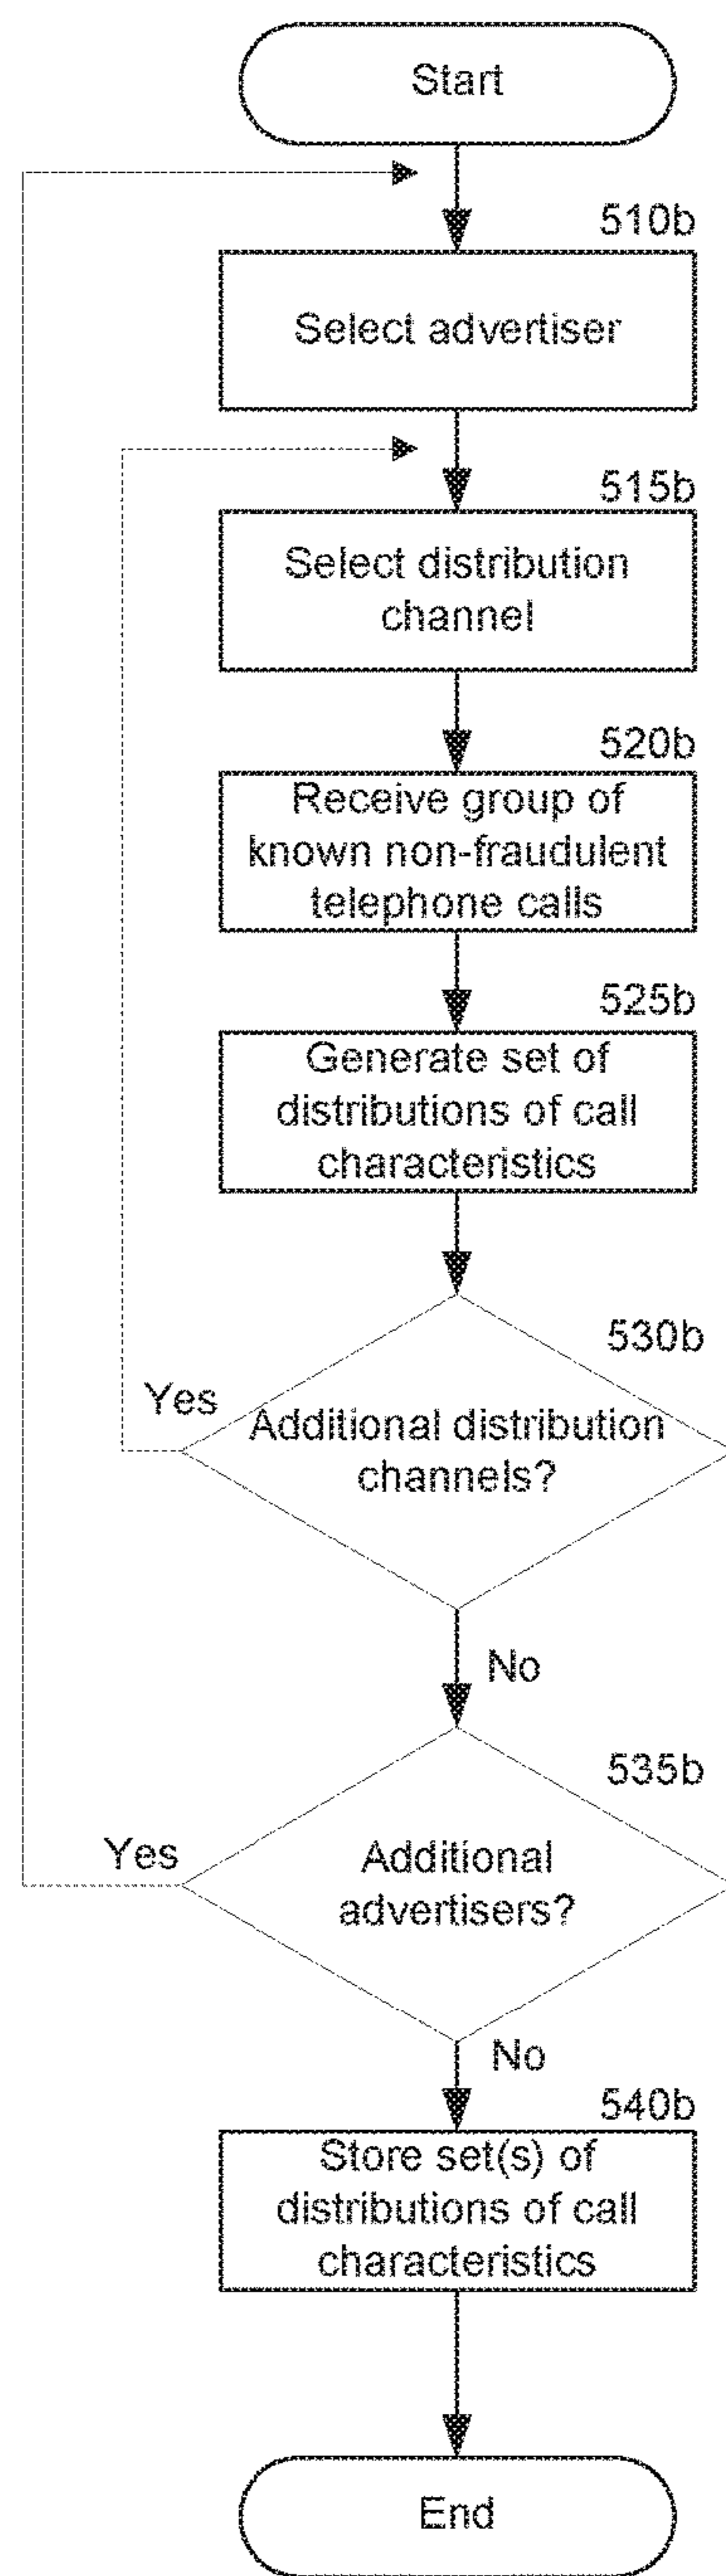 Start
510b
Select advertiser
515b
Select distribution
channel
520b
Receive group of
known non-fraudulent
telephone calls
525b
Generate set of
distributions of call
characteristics
530b
Yes
Additional distribution
channels?
No
535b
Yes
Additional
advertisers?
No
540b
Store set(s) of
distributions of call
characteristics
End